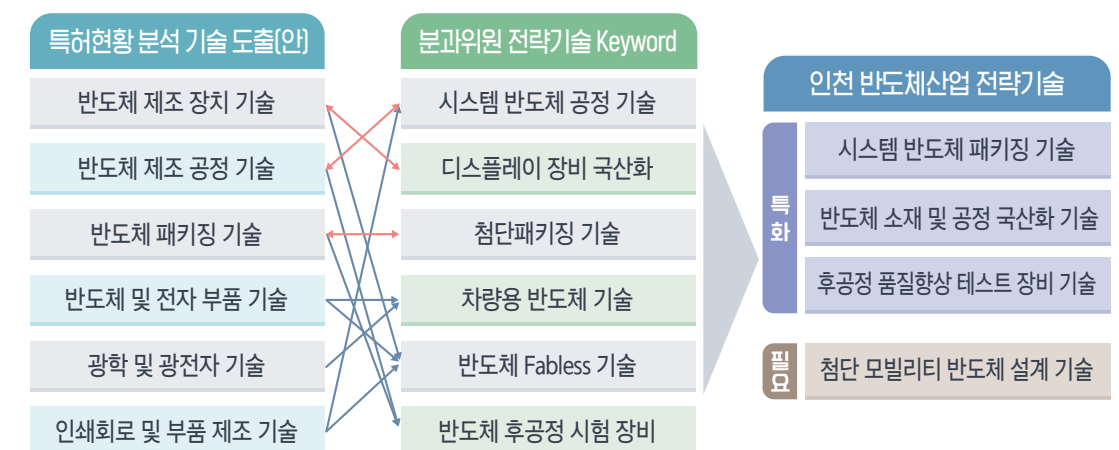 특허현황 분석 기술 도출(안)
반도체 제조 장치 기술
반도체 제조 공정 기술
반도체 패키징 기술
반도체 및 전자 부품 기술
광학 및 광전자 기술
인쇄회로 및 부품 제조 기술
분과위원 전략기술 Keyword
시스템 반도체 공정 기술
디스플레이 장비 국산화
첨단패키징 기술
차량용 반도체 기술
반도체 Fabless 기술
반도체 후공정 시험 장비
인천 반도체산업 전략기술
특화
시스템 반도체 패키징 기술
반도체 소재 및 공정 국산화 기술
후공정 품질향상 테스트 장비 기술
필요
첨단 모빌리티 반도체 설계 기술